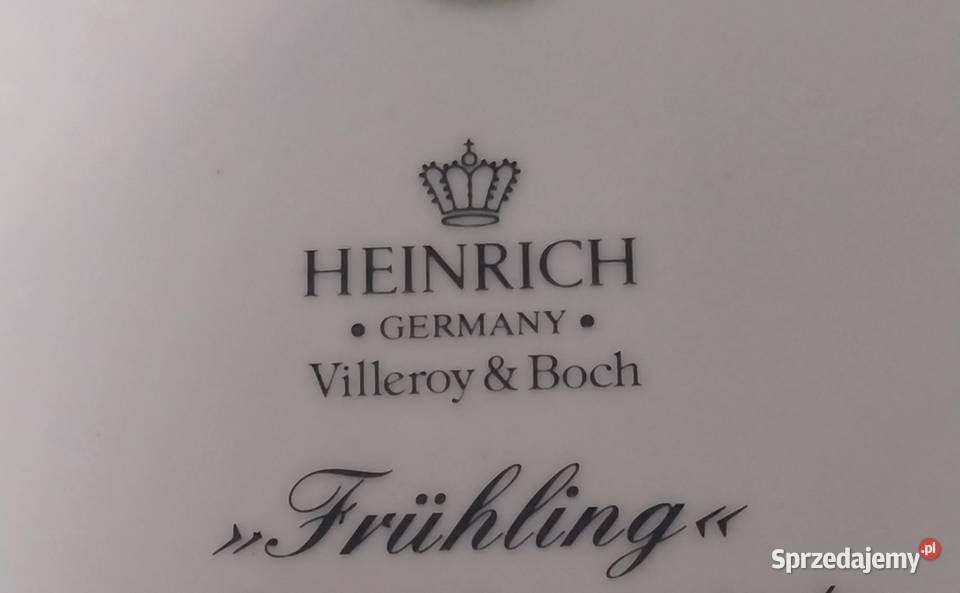 HEINRICH
• GERMANY •
Villeroy & Boch
»Frühling«
Sprzedajemy.pl